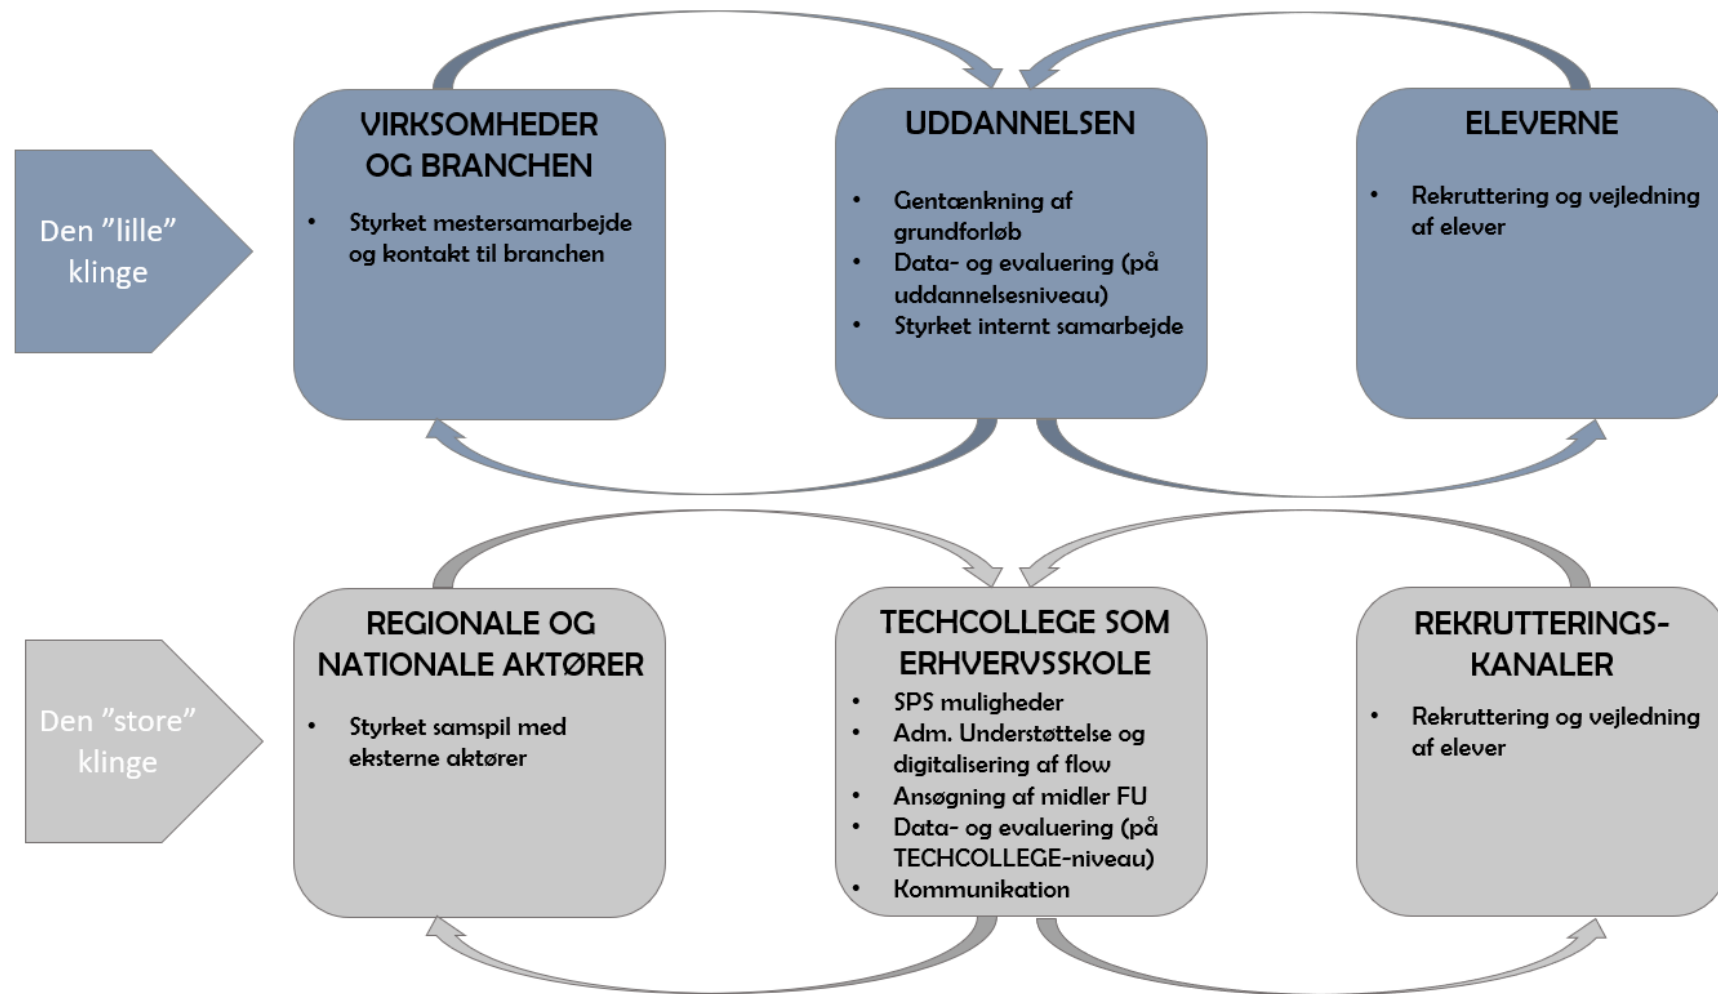 Den ”lille”
klinge
VIRKSOMHEDER
OG BRANCHEN
• Styrket mestersamarbejde
og kontakt til branchen
UDDANNELSEN
• Gentænkning af
grundforløb
• Data- og evaluering (på
uddannelsesniveau)
• Styrket internt samarbejde
ELEVERNE
• Rekruttering og vejledning
af elever
Den ”store”
klinge
REGIONALE OG
NATIONALE AKTØRER
• Styrket samspil med
eksterne aktører
TECHCOLLEGE SOM
ERHVERVSSKOLE
• SPS muligheder
• Adm. Understøttelse og
digitalisering af flow
• Ansøgning af midler FU
• Data- og evaluering (på
TECHCOLLEGE-niveau)
• Kommunikation
REKRUTTERINGS-
KANALER
• Rekruttering og vejledning
af elever